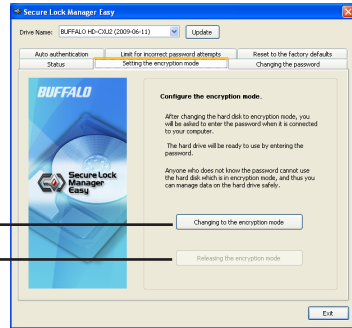 Secure Lock Manager Easy
Drive Name: BUFFALO HD-CXU2 (2009-06-11) Update
Auto authentication Limit for incorrect password attempts Reset to the factory defaults
Status Setting the encryption mode Changing the password
BUFFALO
Secure Lock
Manager
Easy
Configure the encryption mode.
After changing the hard disk to encryption mode, you
will be asked to enter the password when it is connected
to your computer.
The hard drive will be ready to use by entering the
password.
Anyone who does not know the password cannot use
the hard disk which is in encryption mode, and thus you
can manage data on the hard drive safely.
Changing to the encryption mode
Releasing the encryption mode
Exit